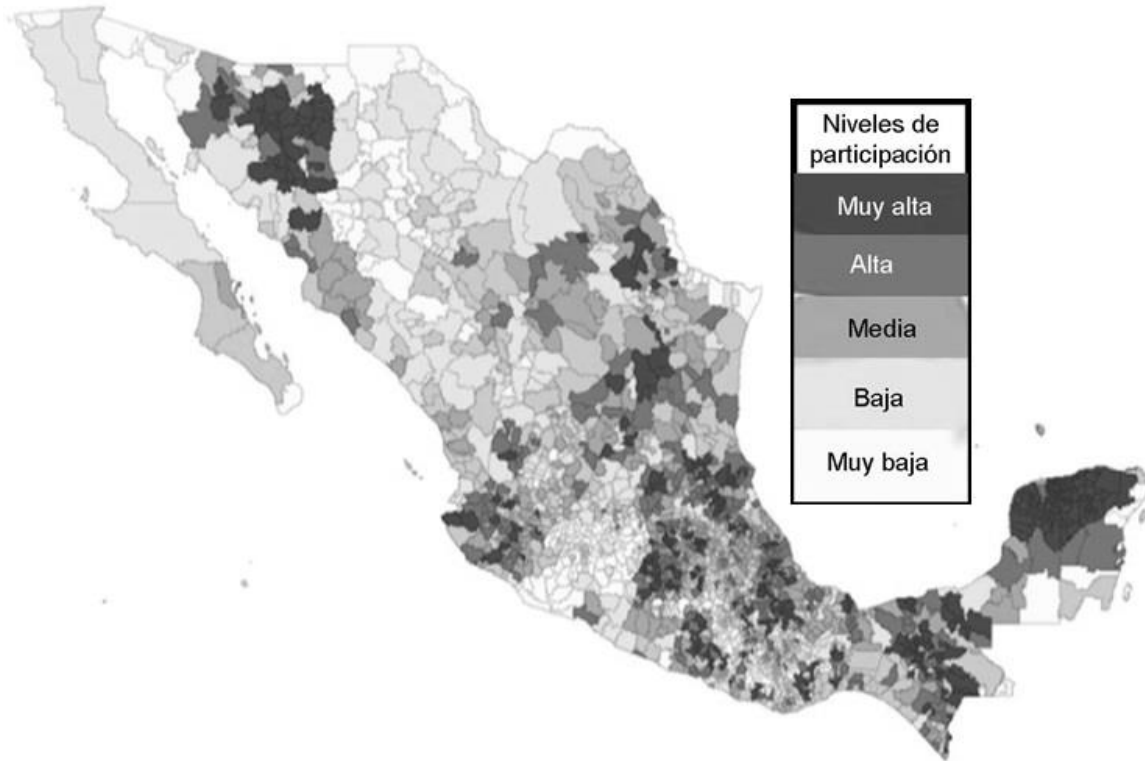 Niveles de
participación
Muy alta
Alta
Media
Baja
Muy baja